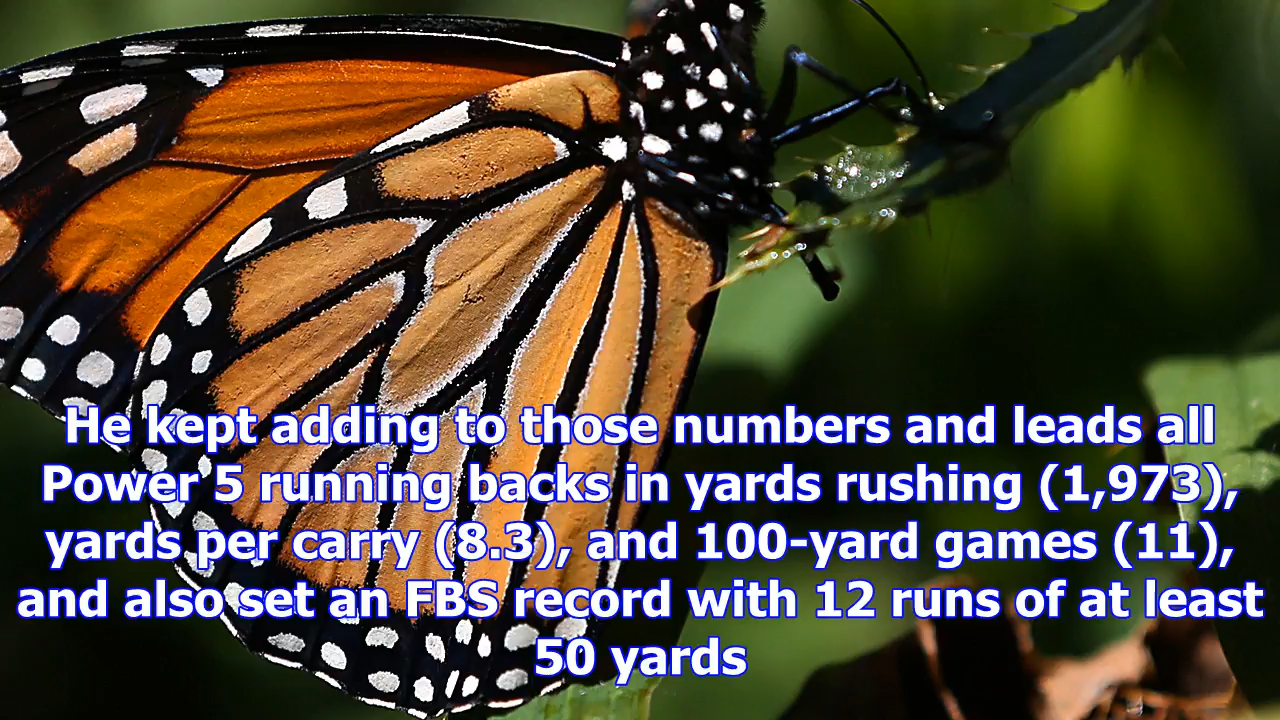 He kept adding to those numbers and leads all
Power 5 running backs in yards rushing (1,973),
yards per carry (8.3), and 100-yard games (11),
and also set an FBS record with 12 runs of at least
50 yards